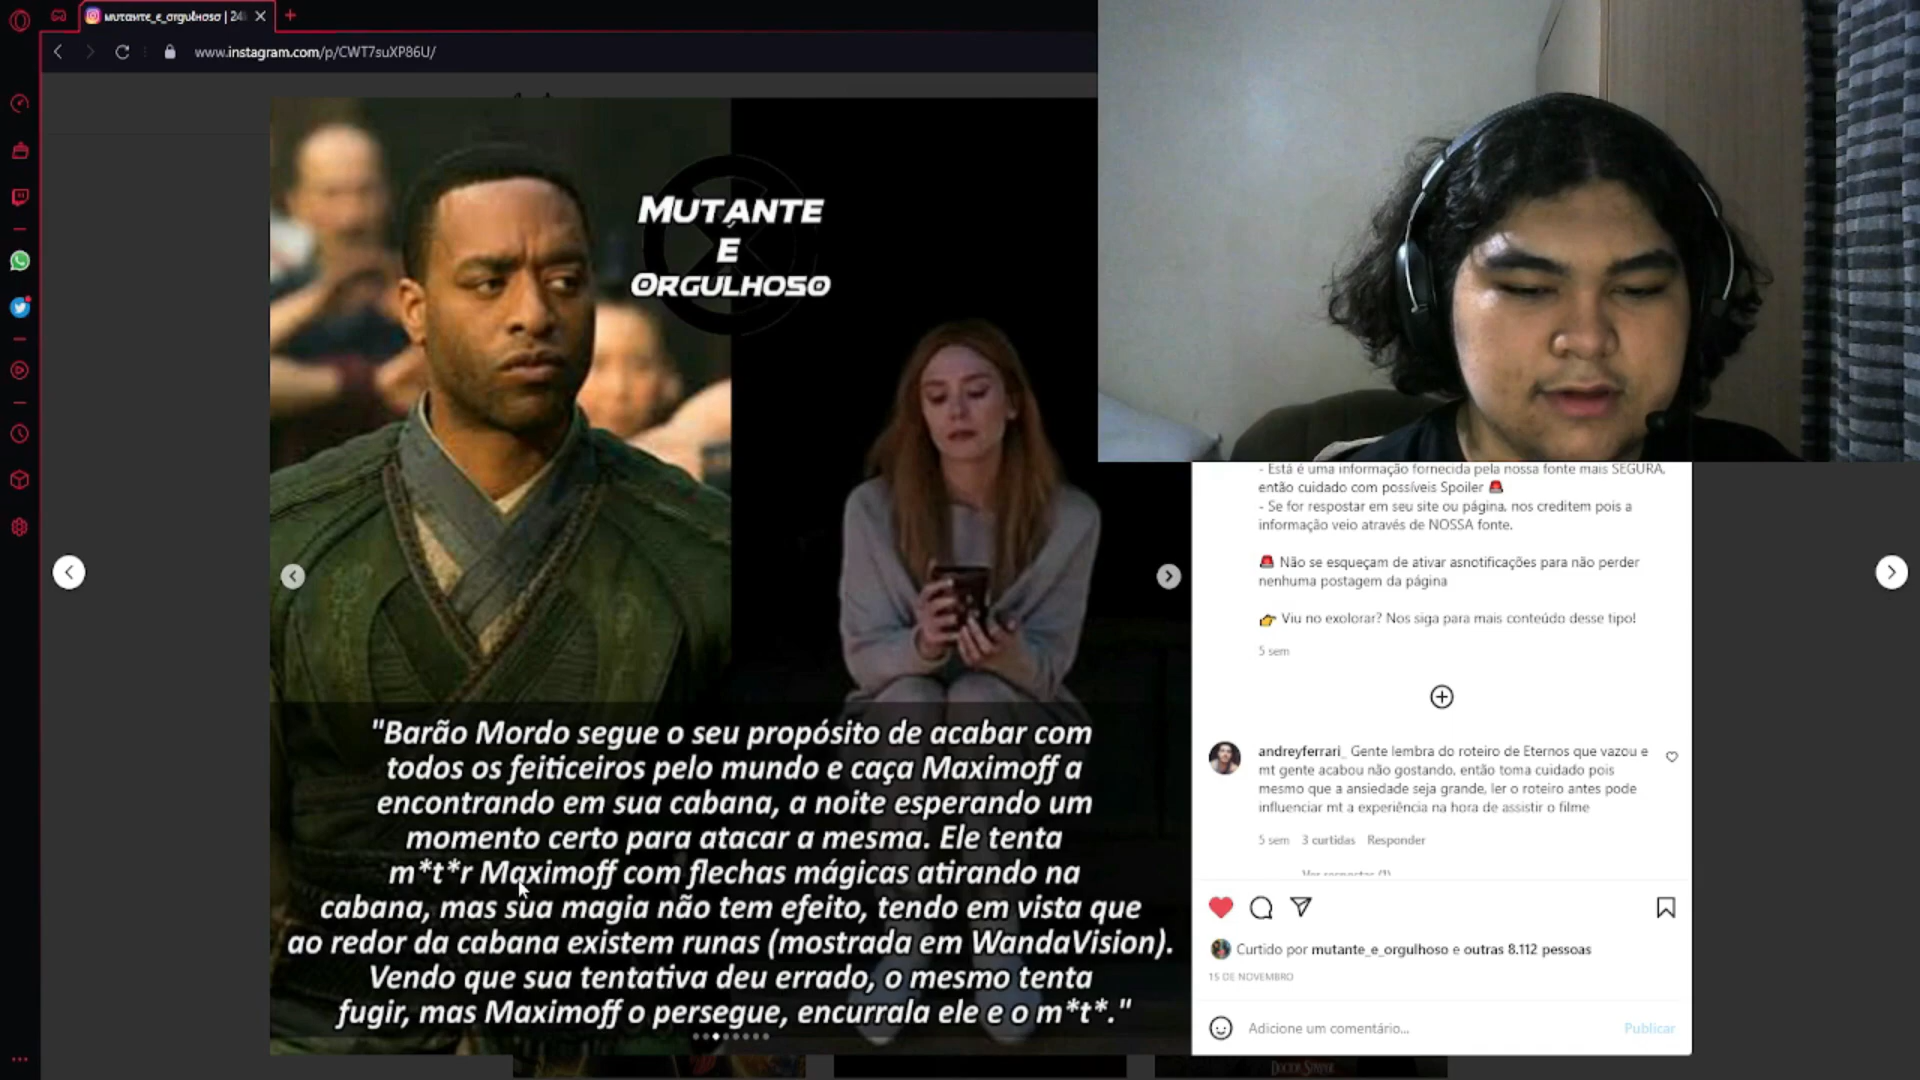 mutante_e_orgulhoso | 24
www.instagram.com/p/CWT7suXP86U/
MUTANTE
E
ORGULHOSO
"Barão Mordo segue o seu propósito de acabar com
todos os feiticeiros pelo mundo e caça Maximoff a
encontrando em sua cabana, a noite esperando um
momento certo para atacar a mesma. Ele tenta
m*t*r Maximoff com flechas mágicas atirando na
cabana, mas sua magia não tem efeito, tendo em vista que
ao redor da cabana existem runas (mostrada em WandaVision).
Vendo que sua tentativa deu errado, o mesmo tenta
fugir, mas Maximoff o persegue, encurrala ele e o m*t*."
- Está é uma informação fornecida pela nossa fonte mais SEGURA,
então cuidado com possíveis Spoiler 🚨
- Se for respostar em seu site ou página, nos creditem pois a
informação veio através de NOSSA fonte.
🚨 Não se esqueçam de ativar asnotificações para não perder
nenhuma postagem da página
👉 Viu no exolorar? Nos siga para mais conteúdo desse tipo!
5 sem
andreyferrari_ Gente lembra do roteiro de Eternos que vazou e
mt gente acabou não gostando, então toma cuidado pois
mesmo que a ansiedade seja grande, ler o roteiro antes pode
influenciar mt a experiência na hora de assistir o filme
5 sem 3 curtidas Responder
Ver respostas (1)
Curtido por mutante_e_orgulhoso e outras 8.112 pessoas
15 DE NOVEMBRO
Adicione um comentário... Publicar
DOCTOR STRANGE